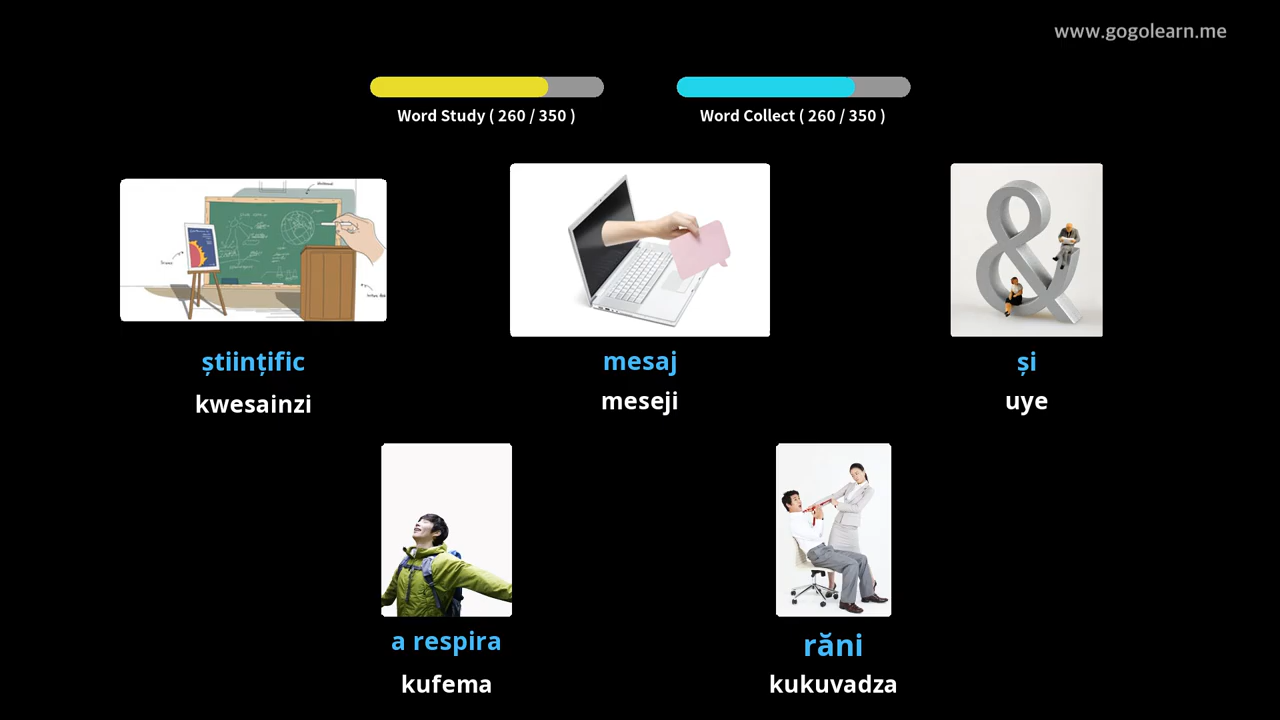 www.gogolearn.me
Word Study ( 260 / 350 )
Word Collect ( 260 / 350 )
științific
mesaj
și
kwesainzi
meseji
uye
a respira
răni
kufema
kukuvadza